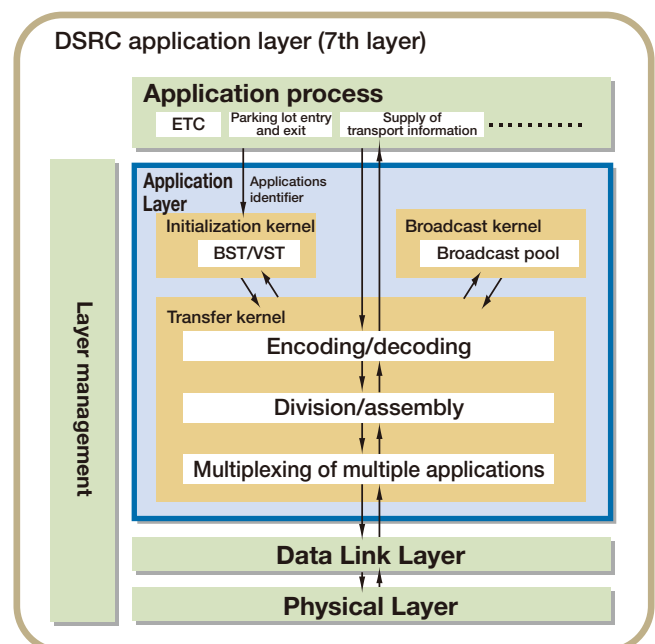 DSRC application layer (7th layer)
Application process
ETC
Parking lot entry
and exit
Supply of
transport information
Application
Layer
Applications
identifier
Initialization kernel
BST/VST
Broadcast kernel
Broadcast pool
Layer management
Transfer kernel
Encoding/decoding
Division/assembly
Multiplexing of multiple applications
Data Link Layer
Physical Layer